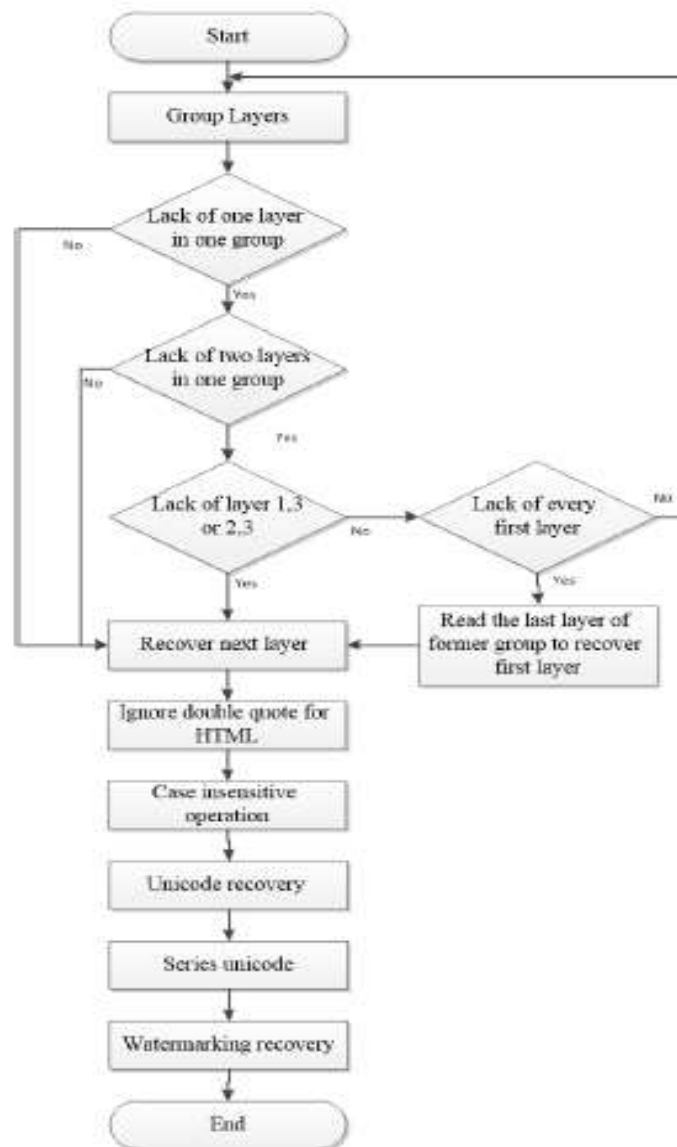 Start
Group Layers
Lack of one layer
in one group
No
Yes
Lack of two layers
in one group
No
Yes
Lack of layer 1,3
or 2,3
No
Lack of every
first layer
No
Yes
Yes
Recover next layer
Read the last layer of
former group to recover
first layer
Ignore double quote for
HTML
Case insensitive
operation
Unicode recovery
Series unicode
Watermarking recovery
End